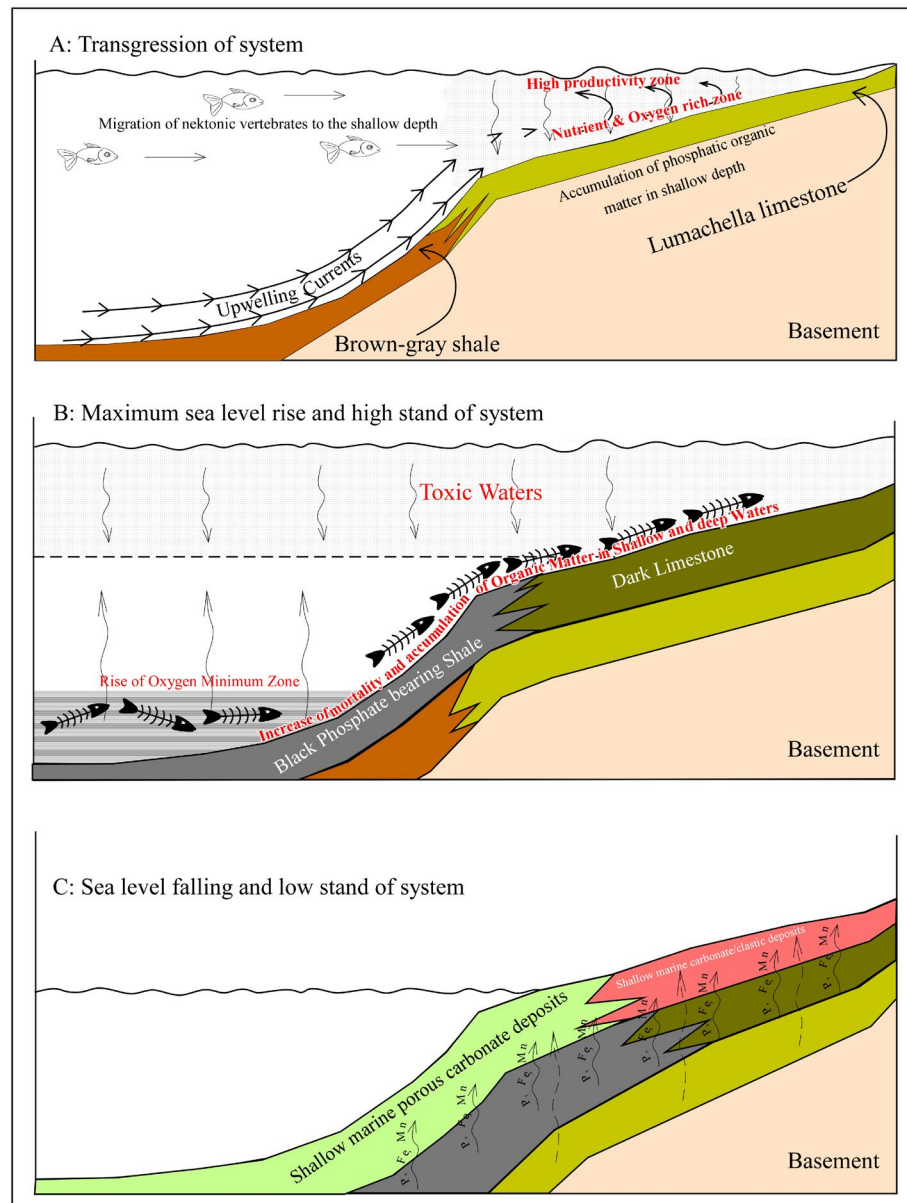 A: Transgression of system
High productivity zone
Migration of nektonic vertebrates to the shallow depth
Nutrient & Oxygen rich zone
Accumulation of phosphatic organic
matter in shallow depth
Lumachella limestone
Upwelling Currents
Brown-gray shale
Basement
B: Maximum sea level rise and high stand of system
Toxic Waters
Rise of Oxygen Minimum Zone
Increase of mortality and accumulation of Organic Matter in Shallow and deep Waters
Dark Limestone
Black Phosphate bearing Shale
Basement
C: Sea level falling and low stand of system
Shallow marine carbonate/clastic deposits
Shallow marine porous carbonate deposits
P, Fe, Mn
P, Fe, Mn
P, Fe, Mn
P, Fe, Mn
P, Fe, Mn
P, Fe, Mn
P, Fe, Mn
P, Fe, Mn
Basement